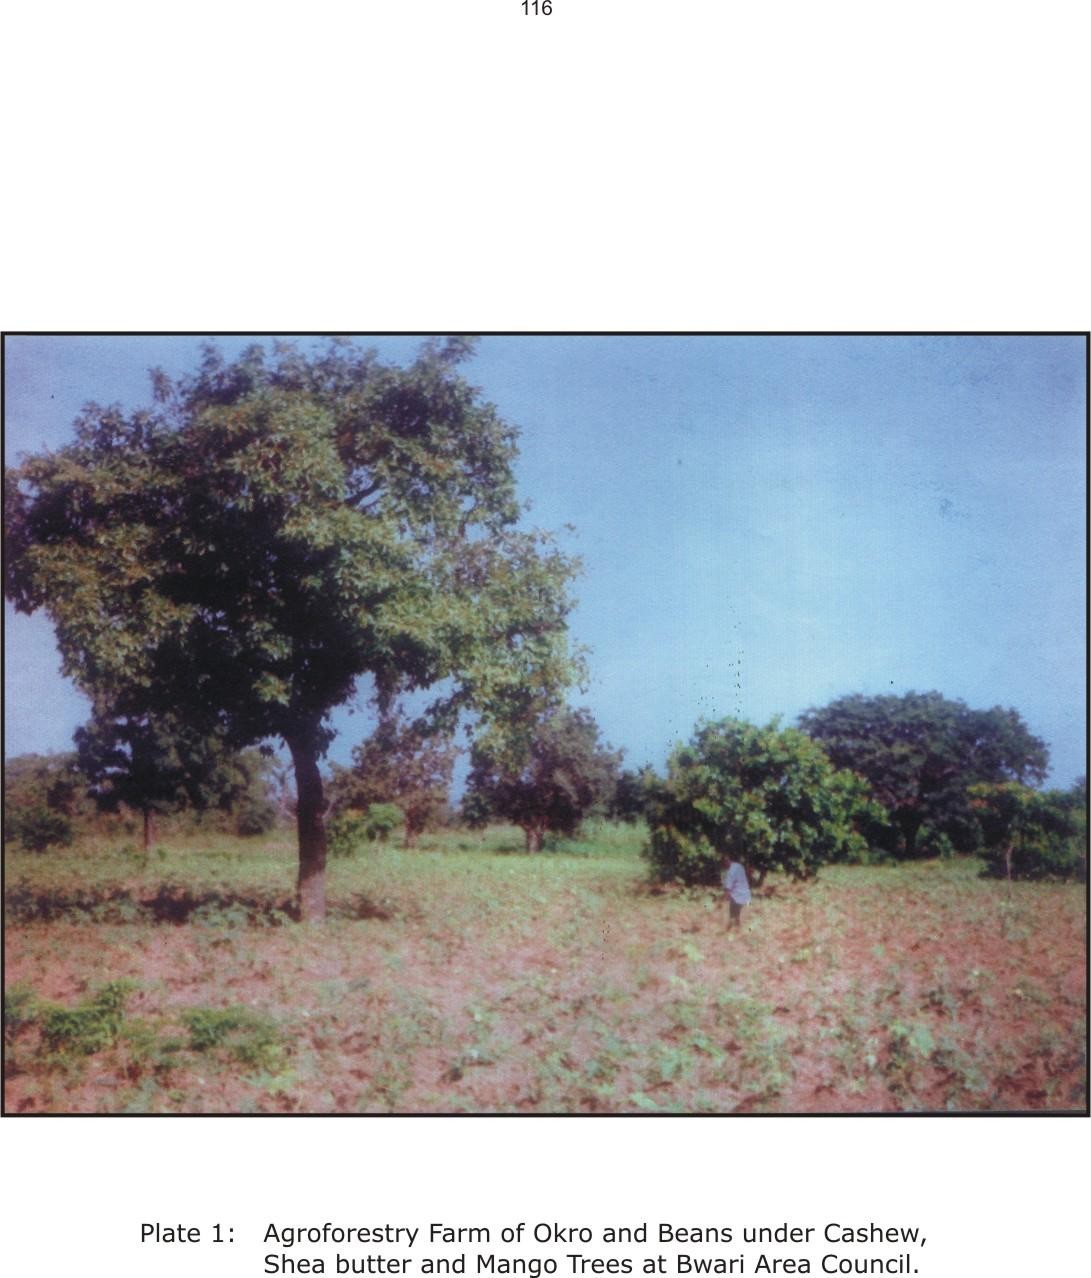 116
Plate 1: Agroforestry Farm of Okro and Beans under Cashew,
Shea butter and Mango Trees at Bwari Area Council.